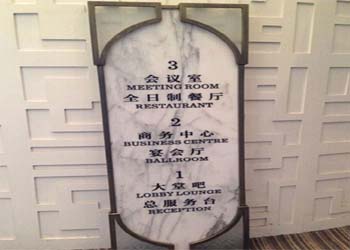 3
会议室
MEETING ROOM
全日制餐厅
RESTAURANT
2
商务中心
BUSINESS CENTRE
宴会厅
BALLROOM
1
大堂吧
LOBBY LOUNGE
总服务台
RECEPTION